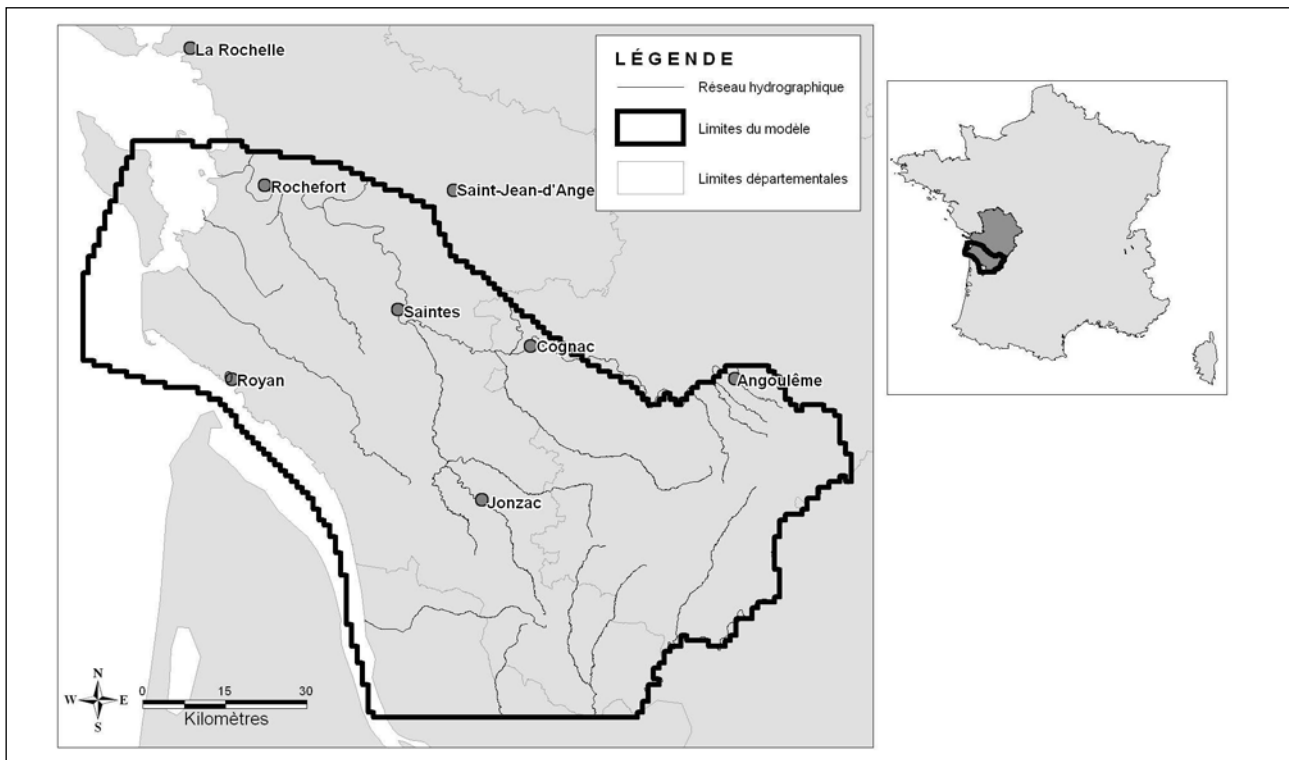 La Rochelle
LÉGENDE
Réseau hydrographique
Limites du modèle
Limites départementales
Rochefort
Saint-Jean-d'Ange
Saintes
Cognac
Royan
Angoulême
Jonzac
N
W E
S
0 15 30
Kilomètres